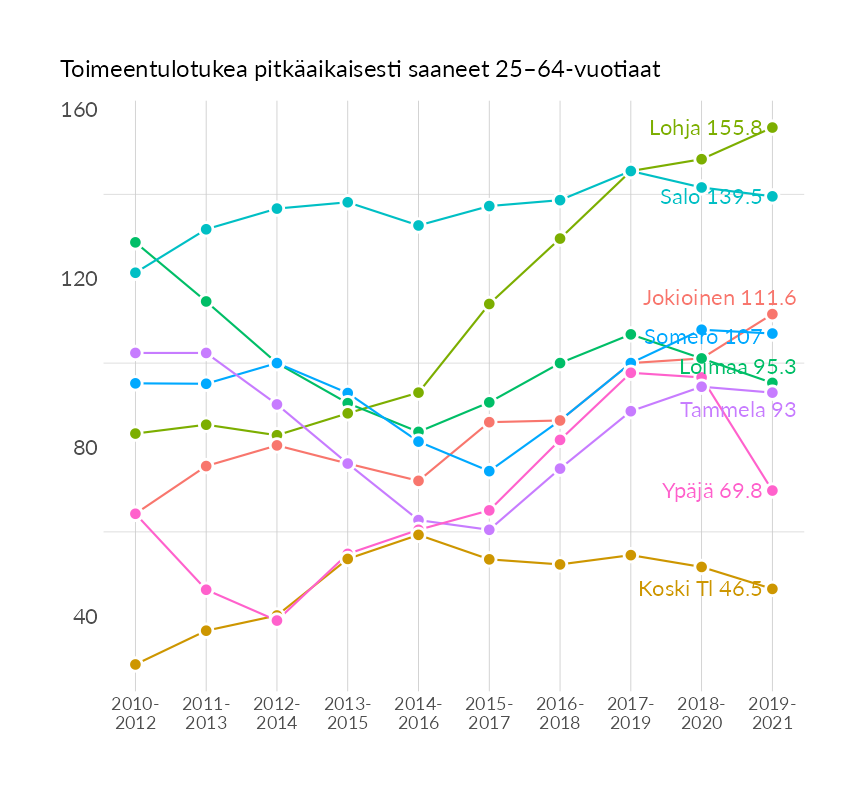 Toimeentulotukea pitkäaikaisesti saaneet 25–64-vuotiaat
160
Lohja 155.8
Salo 139.5
120
Jokioinen 111.6
Somero 107
Loimaa 95.3
Tammela 93
80
Ypäjä 69.8
Koski Tl 46.5
40
2010- 2011- 2012- 2013- 2014- 2015- 2016- 2017- 2018- 2019-
2012 2013 2014 2015 2016 2017 2018 2019 2020 2021